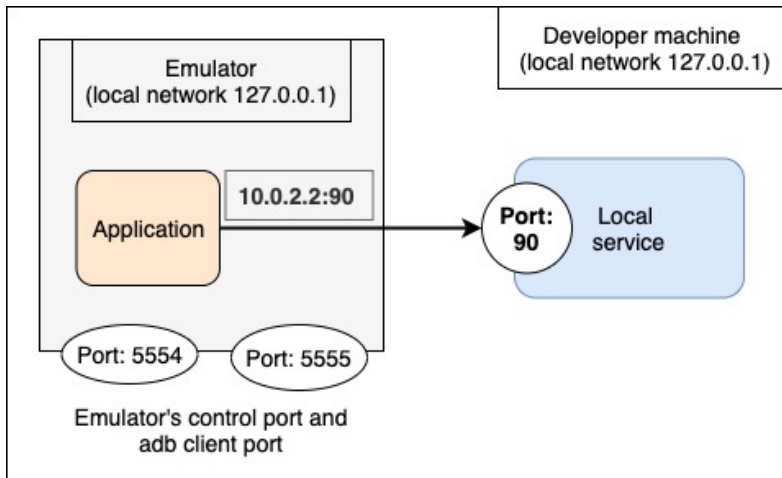 Emulator
(local network 127.0.0.1)
Developer machine
(local network 127.0.0.1)
Application
10.0.2.2:90
Port:
90
Local
service
Port: 5554
Port: 5555
Emulator's control port and
adb client port